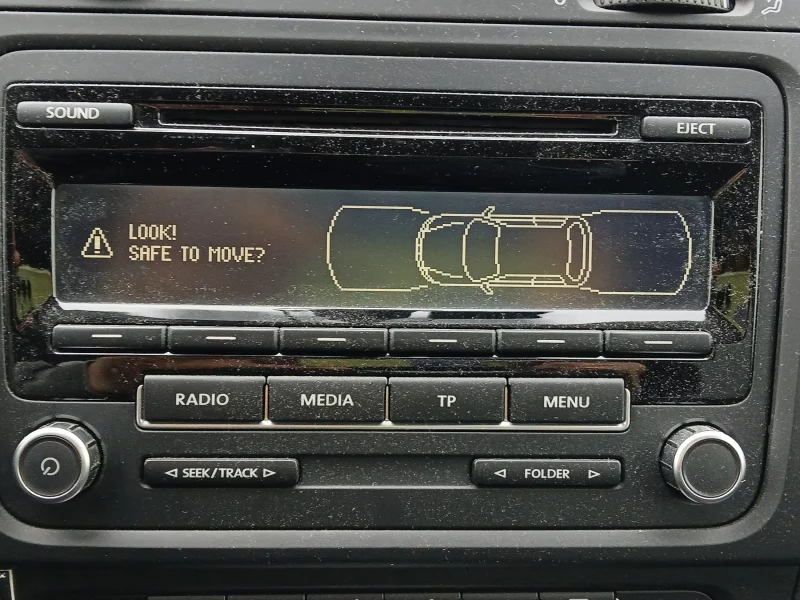 SOUND
EJECT
LOOK!
SAFE TO MOVE?
RADIO MEDIA TP MENU
SEEK/TRACK FOLDER